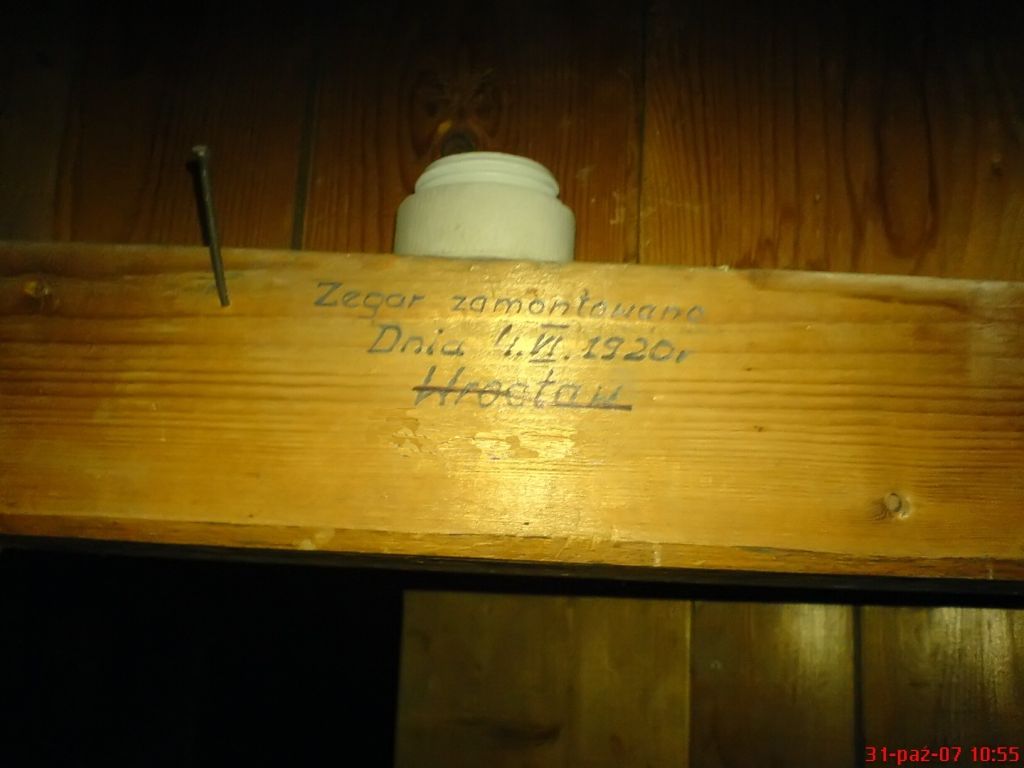 Zegar zamontowano
Dnia 4.VI.1920r
Wrocław
31-paź-07 10:55